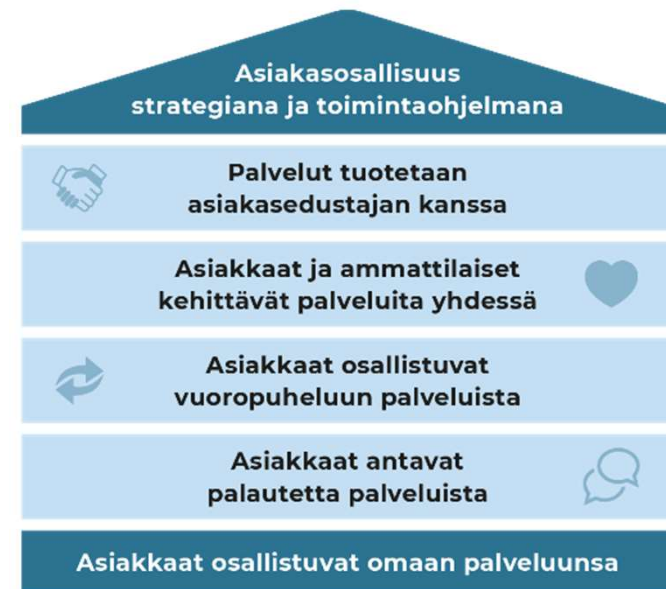 Asiakasosallisuus
strategiana ja toimintaohjelmana
Palvelut tuotetaan
asiakasedustajan kanssa
Asiakkaat ja ammattilaiset
kehittävät palveluita yhdessä
Asiakkaat osallistuvat
vuoropuheluun palveluista
Asiakkaat antavat
palautetta palveluista
Asiakkaat osallistuvat omaan palveluunsa